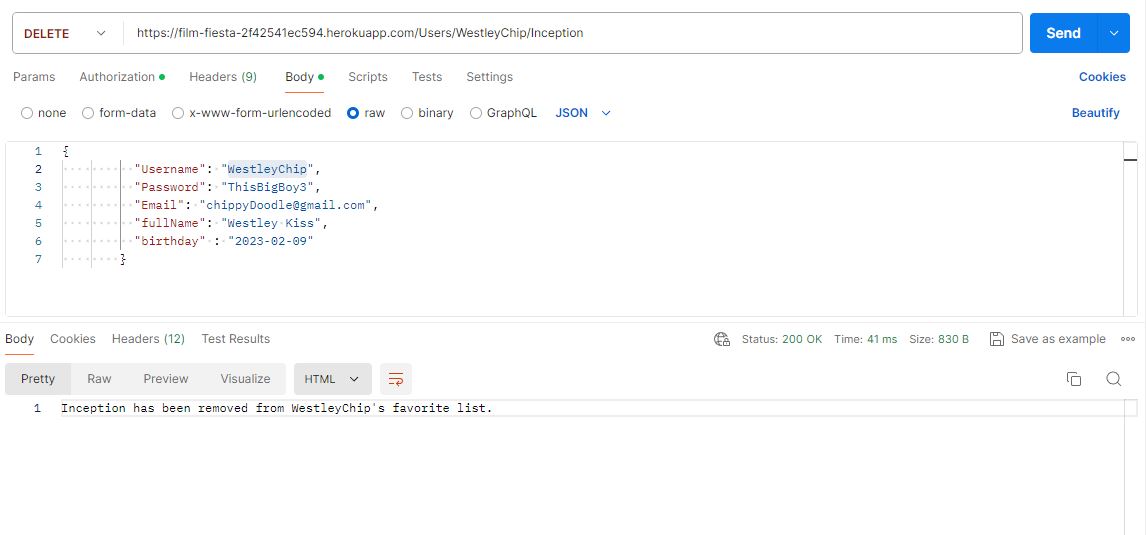 DELETE https://film-fiesta-2f42541ec594.herokuapp.com/Users/WestleyChip/Inception Send
Params Authorization Headers (9) Body Scripts Tests Settings Cookies
none form-data x-www-form-urlencoded raw binary GraphQL JSON Beautify
1 {
2 "Username": "WestleyChip",
3 "Password": "ThisBigBoy3",
4 "Email": "chippyDoodle@gmail.com",
5 "fullName": "Westley Kiss",
6 "birthday" : "2023-02-09"
7 }
Body Cookies Headers (12) Test Results Status: 200 OK Time: 41 ms Size: 830 B Save as example
Pretty Raw Preview Visualize HTML
1 Inception has been removed from WestleyChip's favorite list.